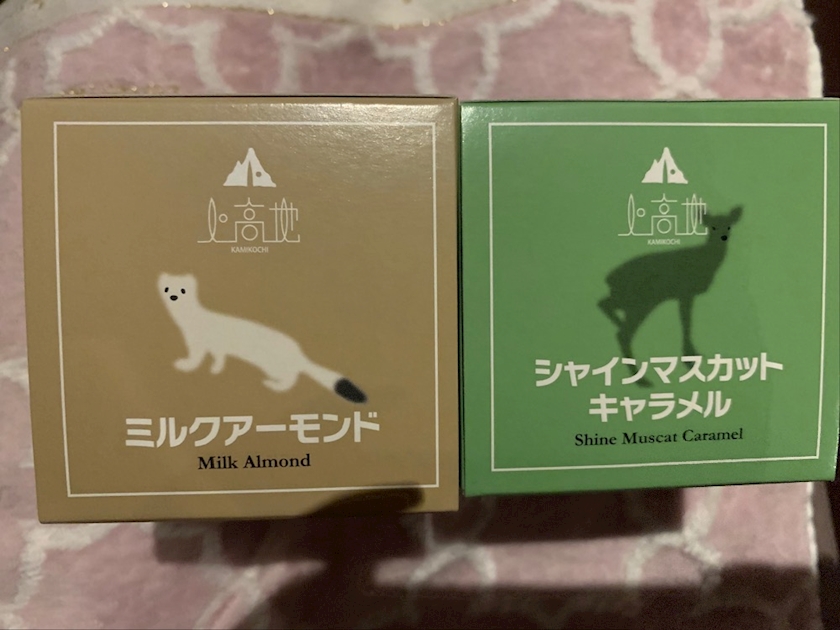 上高地
KAMIKOCHI
ミルクアーモンド
Milk Almond
上高地
KAMIKOCHI
シャインマスカット
キャラメル
Shine Muscat Caramel